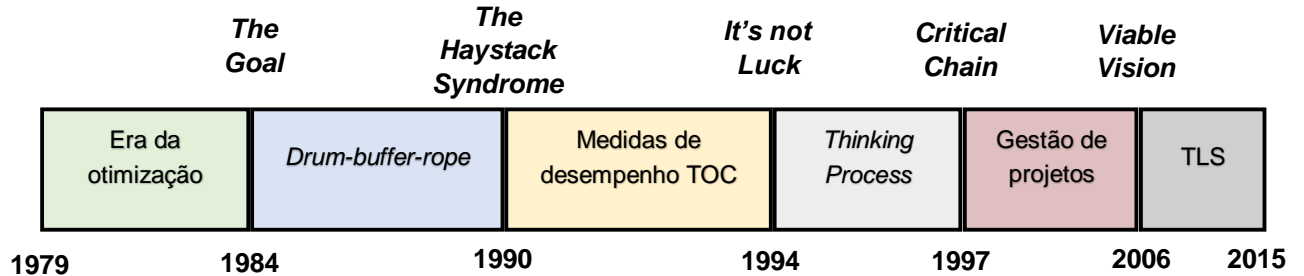 The
Goal
The
Haystack
Syndrome
It's not
Luck
Critical
Chain
Viable
Vision
Era da
otimização
Drum-buffer-rope
Medidas de
desempenho TOC
Thinking
Process
Gestão de
projetos
TLS
1979
1984
1990
1994
1997
2006
2015